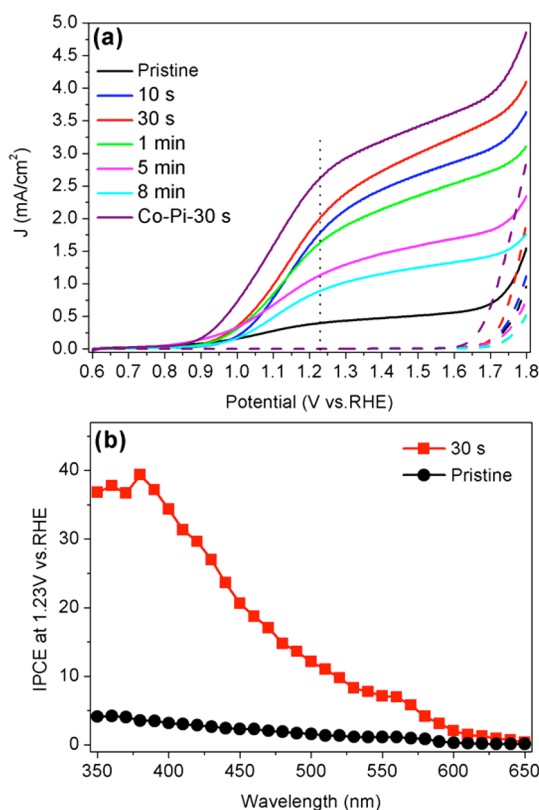 (a)
Pristine
10 s
30 s
1 min
5 min
8 min
Co-Pi-30 s
J (mA/cm²)
5.0
4.5
4.0
3.5
3.0
2.5
2.0
1.5
1.0
0.5
0.0
0.6 0.7 0.8 0.9 1.0 1.1 1.2 1.3 1.4 1.5 1.6 1.7 1.8
Potential (V vs.RHE)
(b)
30 s
Pristine
IPCE at 1.23V vs.RHE
40
30
20
10
0
350 400 450 500 550 600 650
Wavelength (nm)